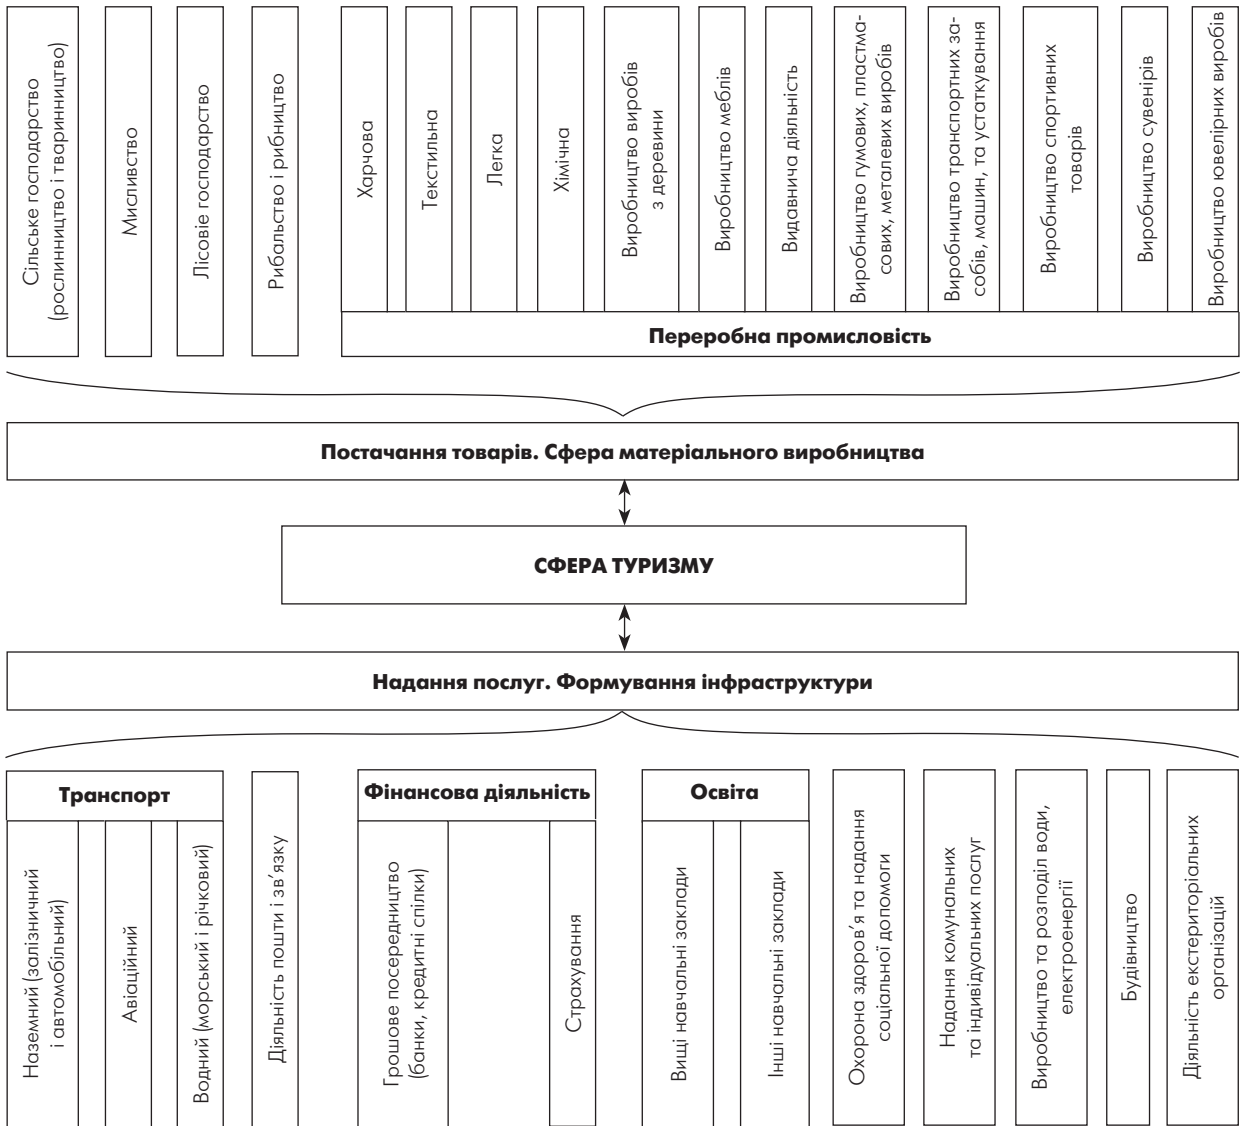 Сільське господарство
(рослинництво і тваринництво)
Мисливство
Лісовіе господарство
Рибальство і рибництво
Харчова
Текстильна
Легка
Хімічна
Виробництво виробів
з деревини
Виробництво меблів
Видавнича діяльність
Виробництво гумових, пластма-
сових, металевих виробів
Виробництво транспортних за-
собів, машин, та устаткування
Виробництво спортивних
товарів
Виробництво сувенірів
Виробництво ювелірних виробів
Переробна промисловість
Постачання товарів. Сфера матеріального виробництва
СФЕРА ТУРИЗМУ
Надання послуг. Формування інфраструктури
Транспорт
Наземний (залізничний
і автомобільний)
Авіаційний
Водний (морський і річковий)
Діяльність пошти і зв′язку
Фінансова діяльність
Грошове посередництво
(банки, кредитні спілки)
Страхування
Освіта
Вищі навчальні заклади
Інші навчальні заклади
Охорона здоров′я та надання
соціальної допомоги
Надання комунальних
та індивідуальних послуг
Виробництво та розподіл води,
електроенергії
Будівництво
Діяльність екстериторіальних
організацій